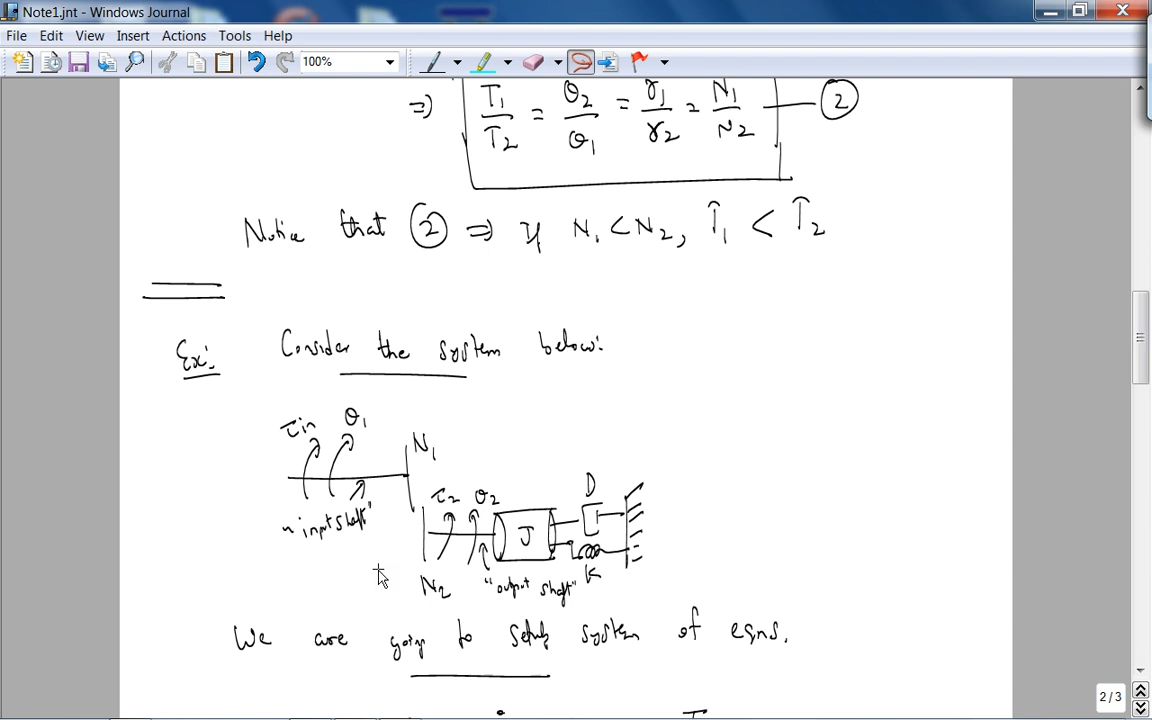 Note1.jnt - Windows Journal
File Edit View Insert Actions Tools Help
100%
=> T1/T2 = θ2/θ1 = r1/r2 = N1/N2 — 2
Notice that 2 => If N1 < N2, T1 < T2
Ex: Consider the system below:
τin θ1 N1
"input shaft"
τ2 θ2 J D
N2 "output shaft" K
We are going to setup system of eqns.
2/3